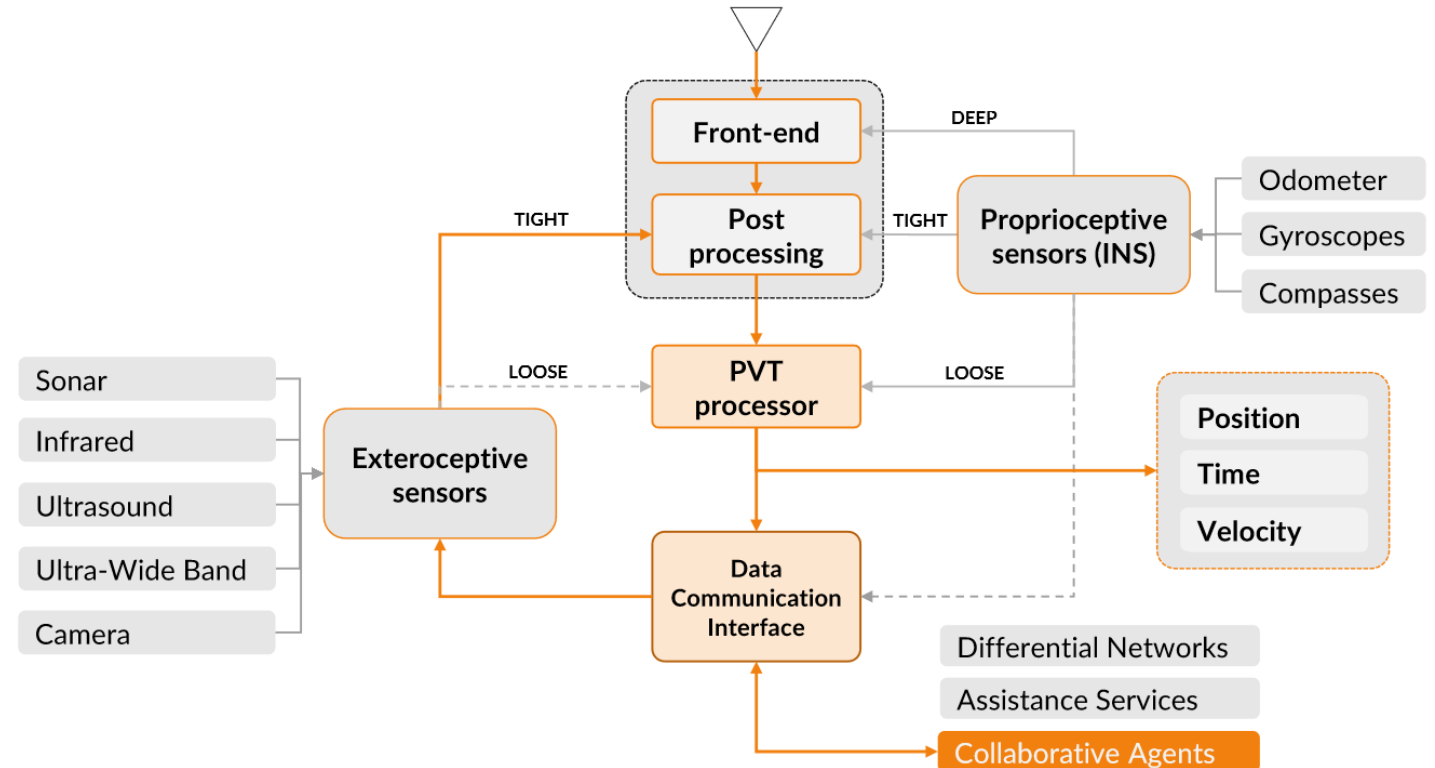 Front-end
DEEP
Post
processing
TIGHT
TIGHT
Proprioceptive
sensors (INS)
Odometer
Gyroscopes
Compasses
PVT
processor
LOOSE
LOOSE
Sonar
Infrared
Ultrasound
Ultra-Wide Band
Camera
Exteroceptive
sensors
Position
Time
Velocity
Data
Communication
Interface
Differential Networks
Assistance Services
Collaborative Agents